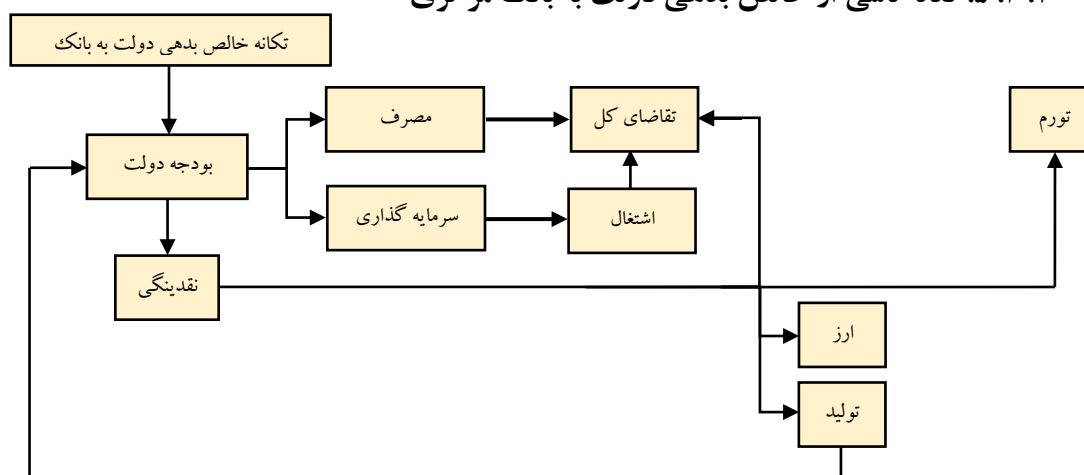 تکانه خالص بدهی دولت به بانک
مصرف
تقاضای کل
تورم
بودجه دولت
سرمایه گذاری
اشتغال
نقدینگی
ارز
تولید